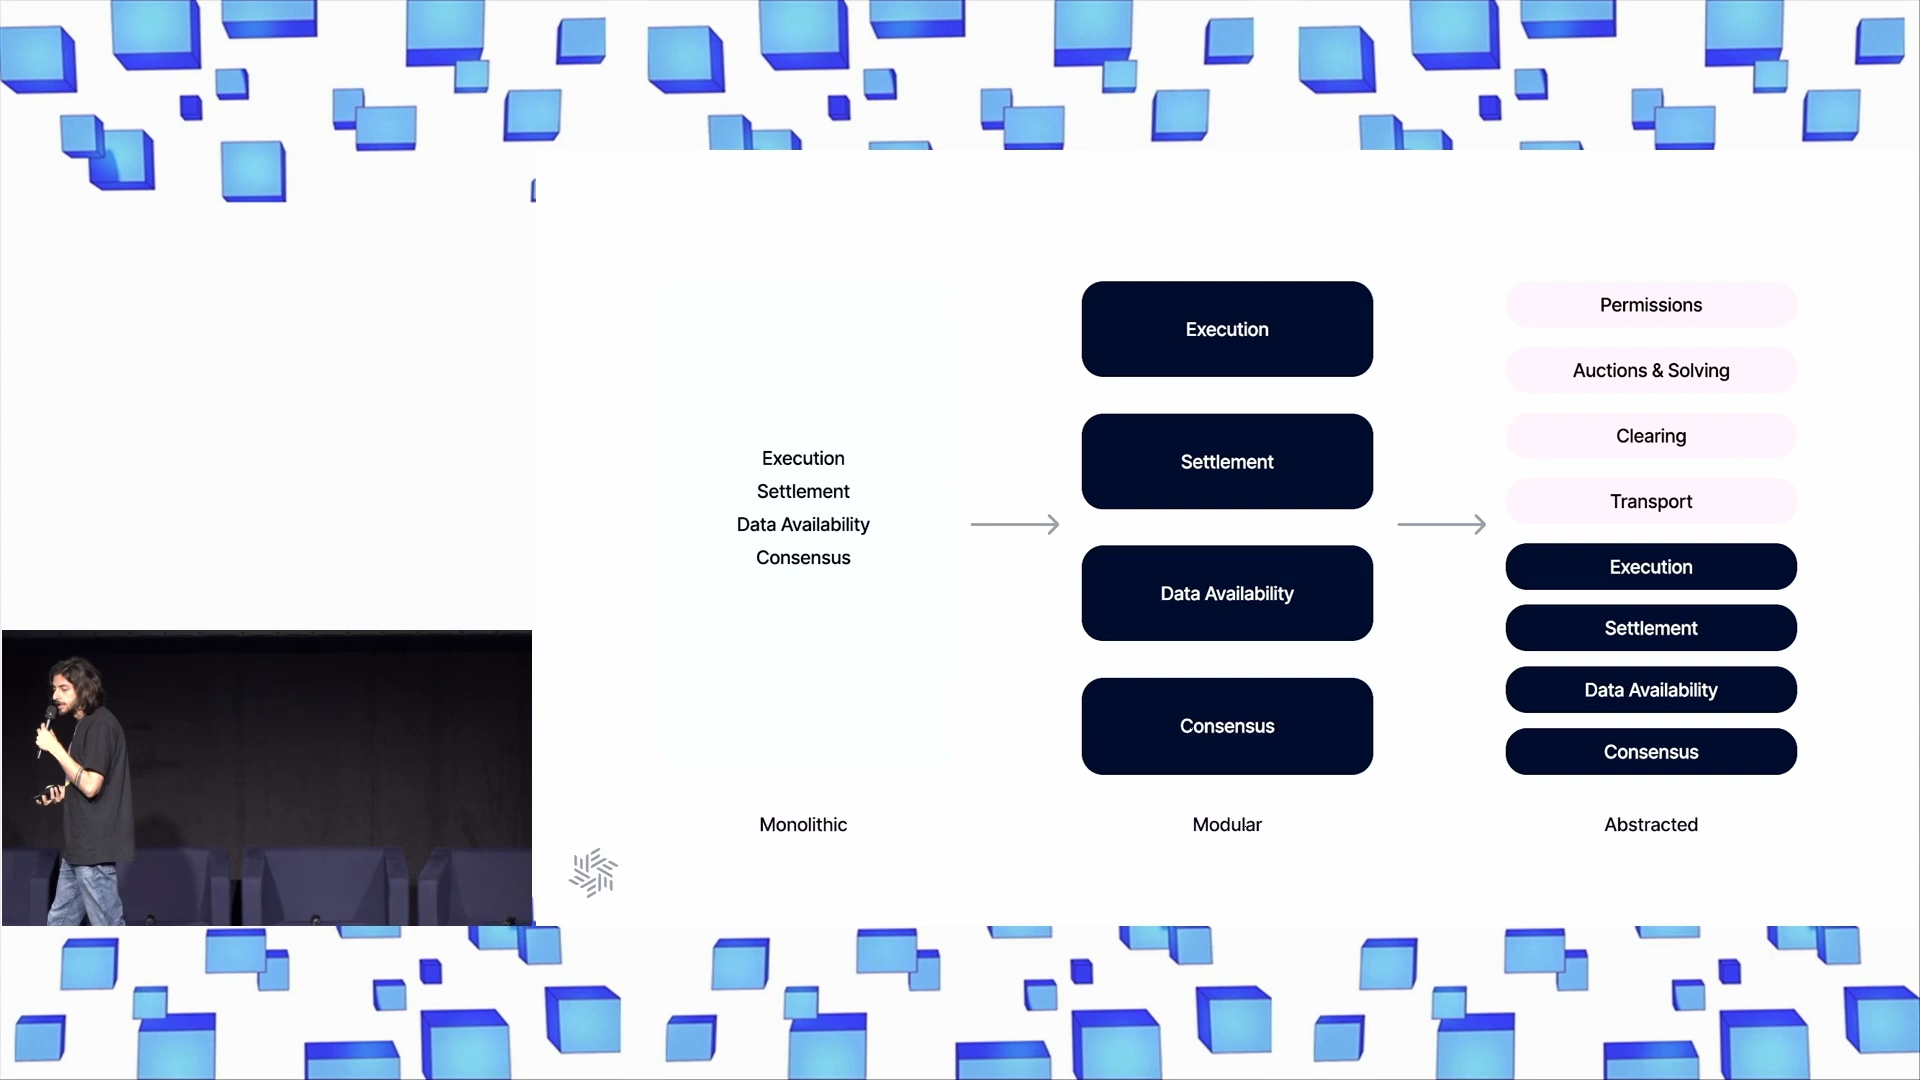 Execution
Settlement
Data Availability
Consensus
Monolithic
Execution
Settlement
Data Availability
Consensus
Modular
Permissions
Auctions & Solving
Clearing
Transport
Execution
Settlement
Data Availability
Consensus
Abstracted